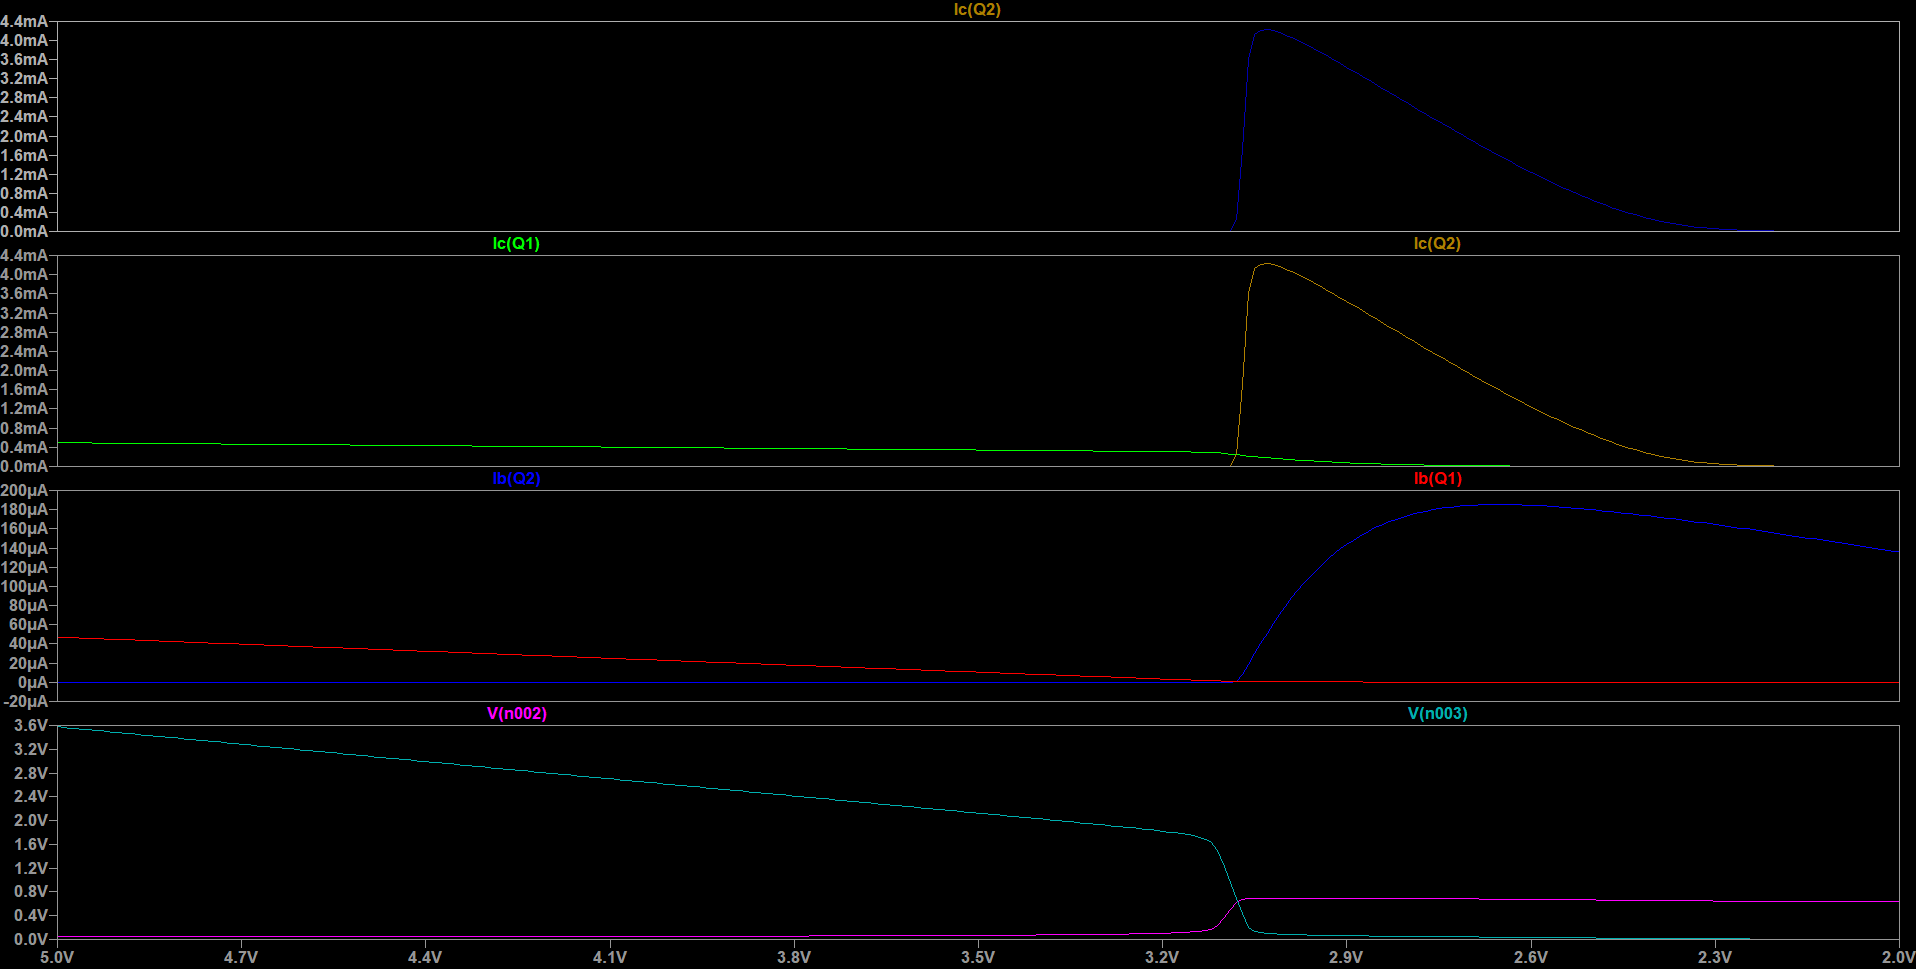 Ic(Q2)
4.4mA
4.0mA
3.6mA
3.2mA
2.8mA
2.4mA
2.0mA
1.6mA
1.2mA
0.8mA
0.4mA
0.0mA
Ic(Q1) Ic(Q2)
4.4mA
4.0mA
3.6mA
3.2mA
2.8mA
2.4mA
2.0mA
1.6mA
1.2mA
0.8mA
0.4mA
0.0mA
Ib(Q2) Ib(Q1)
200µA
180µA
160µA
140µA
120µA
100µA
80µA
60µA
40µA
20µA
0µA
-20µA
V(n002) V(n003)
3.6V
3.2V
2.8V
2.4V
2.0V
1.6V
1.2V
0.8V
0.4V
0.0V
5.0V 4.7V 4.4V 4.1V 3.8V 3.5V 3.2V 2.9V 2.6V 2.3V 2.0V